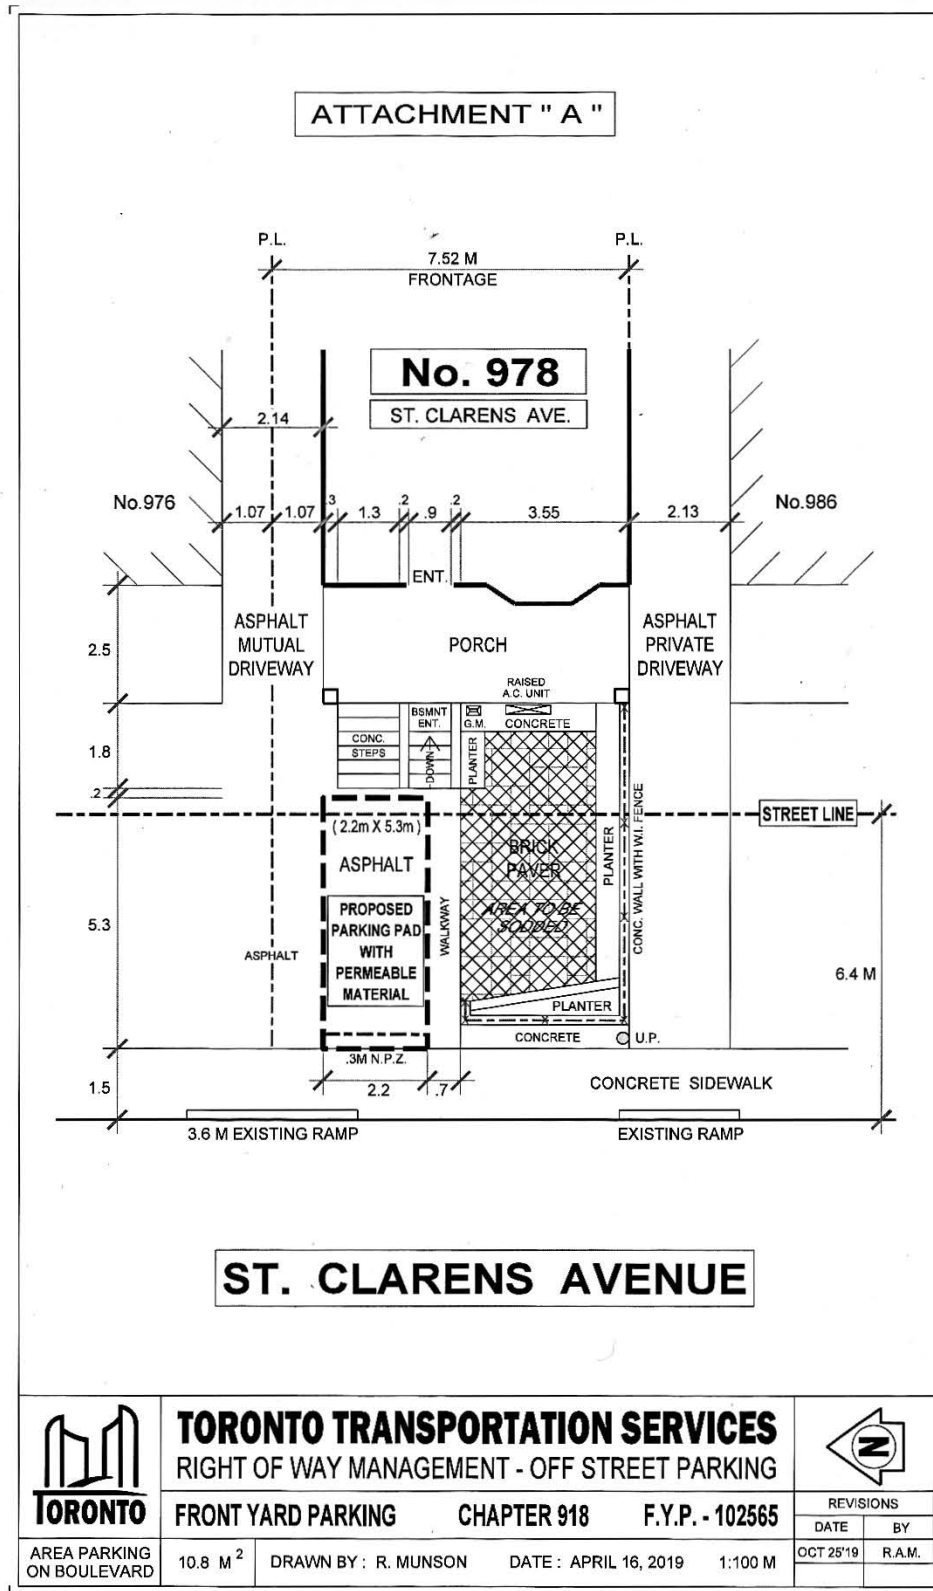 ATTACHMENT " A "
P.L.
P.L.
7.52 M
FRONTAGE
No. 978
ST. CLARENS AVE.
2.14
No.976
No.986
1.07
1.07
.3
1.3
.2
.9
.2
3.55
2.13
ENT.
ASPHALT
MUTUAL
DRIVEWAY
PORCH
ASPHALT
PRIVATE
DRIVEWAY
2.5
RAISED
A.C. UNIT
BSMNT
ENT.
G.M.
CONCRETE
CONC.
STEPS
DOWN
PLANTER
1.8
.2
STREET LINE
( 2.2m X 5.3m )
ASPHALT
BRICK
PAVER
PLANTER
CONC. WALL WITH W.I. FENCE
PROPOSED
PARKING PAD
WITH
PERMEABLE
MATERIAL
AREA TO BE
SODDED
WALKWAY
5.3
ASPHALT
6.4 M
PLANTER
CONCRETE
U.P.
.3M N.P.Z.
2.2
.7
1.5
CONCRETE SIDEWALK
3.6 M EXISTING RAMP
EXISTING RAMP
ST. CLARENS AVENUE
TORONTO
TORONTO TRANSPORTATION SERVICES
RIGHT OF WAY MANAGEMENT - OFF STREET PARKING
FRONT YARD PARKING CHAPTER 918 F.Y.P. - 102565
N
REVISIONS
DATE BY
OCT 25'19 R.A.M.
AREA PARKING
ON BOULEVARD
10.8 M 2
DRAWN BY : R. MUNSON DATE : APRIL 16, 2019 1:100 M